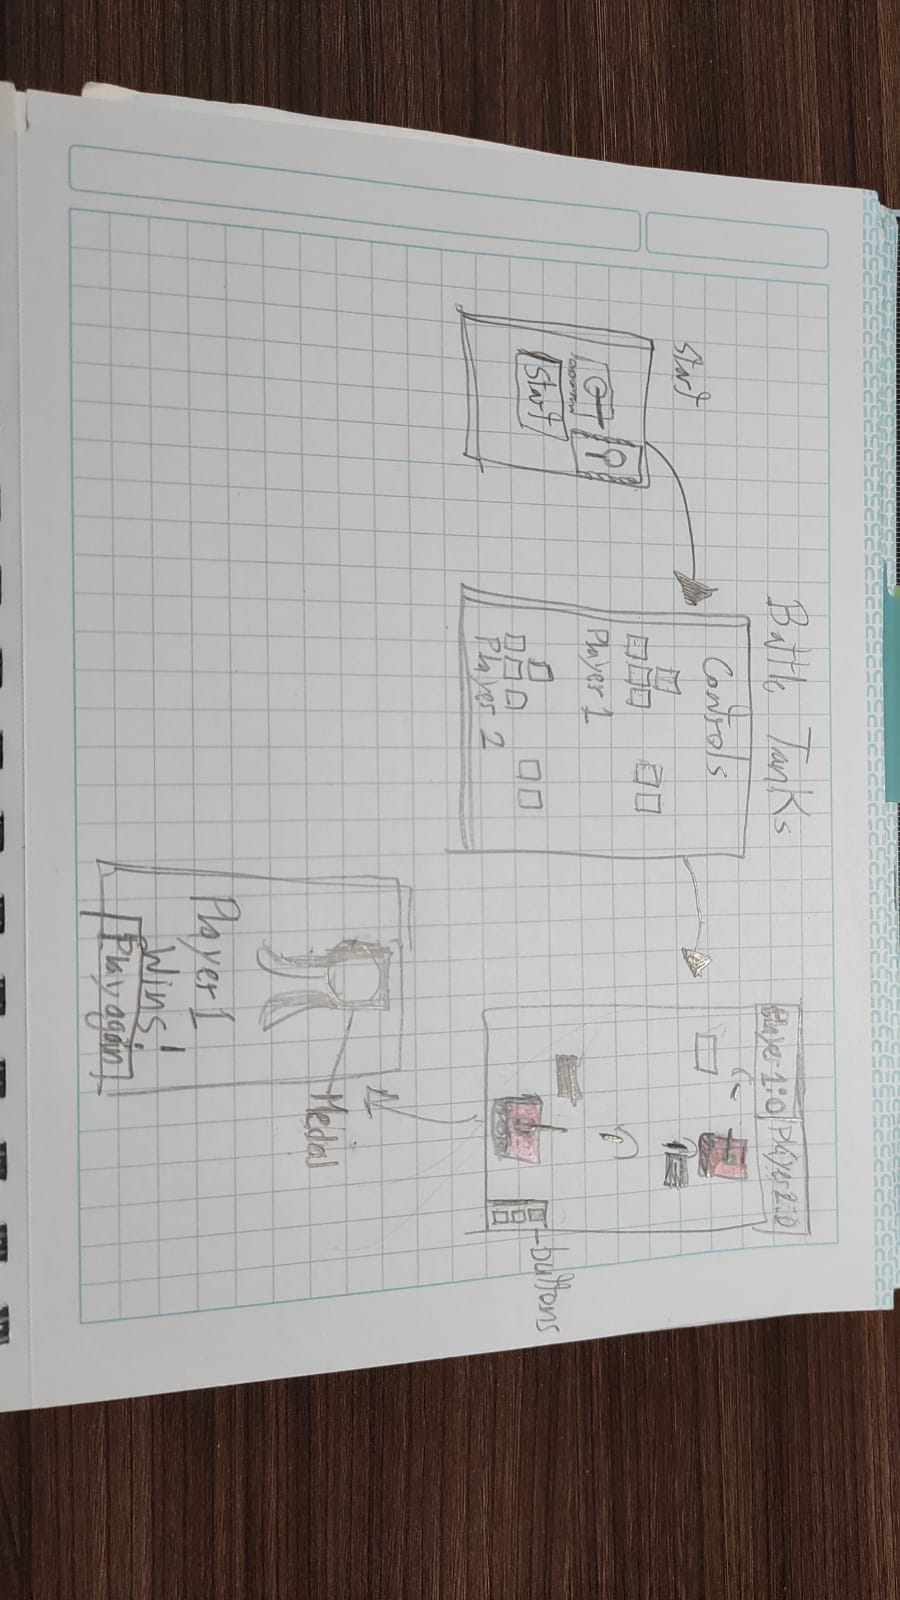 Battle Tanks
Start
Start
Controls
Player 1
Player 2
Player 1:0 Player 2:0
buttons
Medal
Player 1
Wins!
Play again